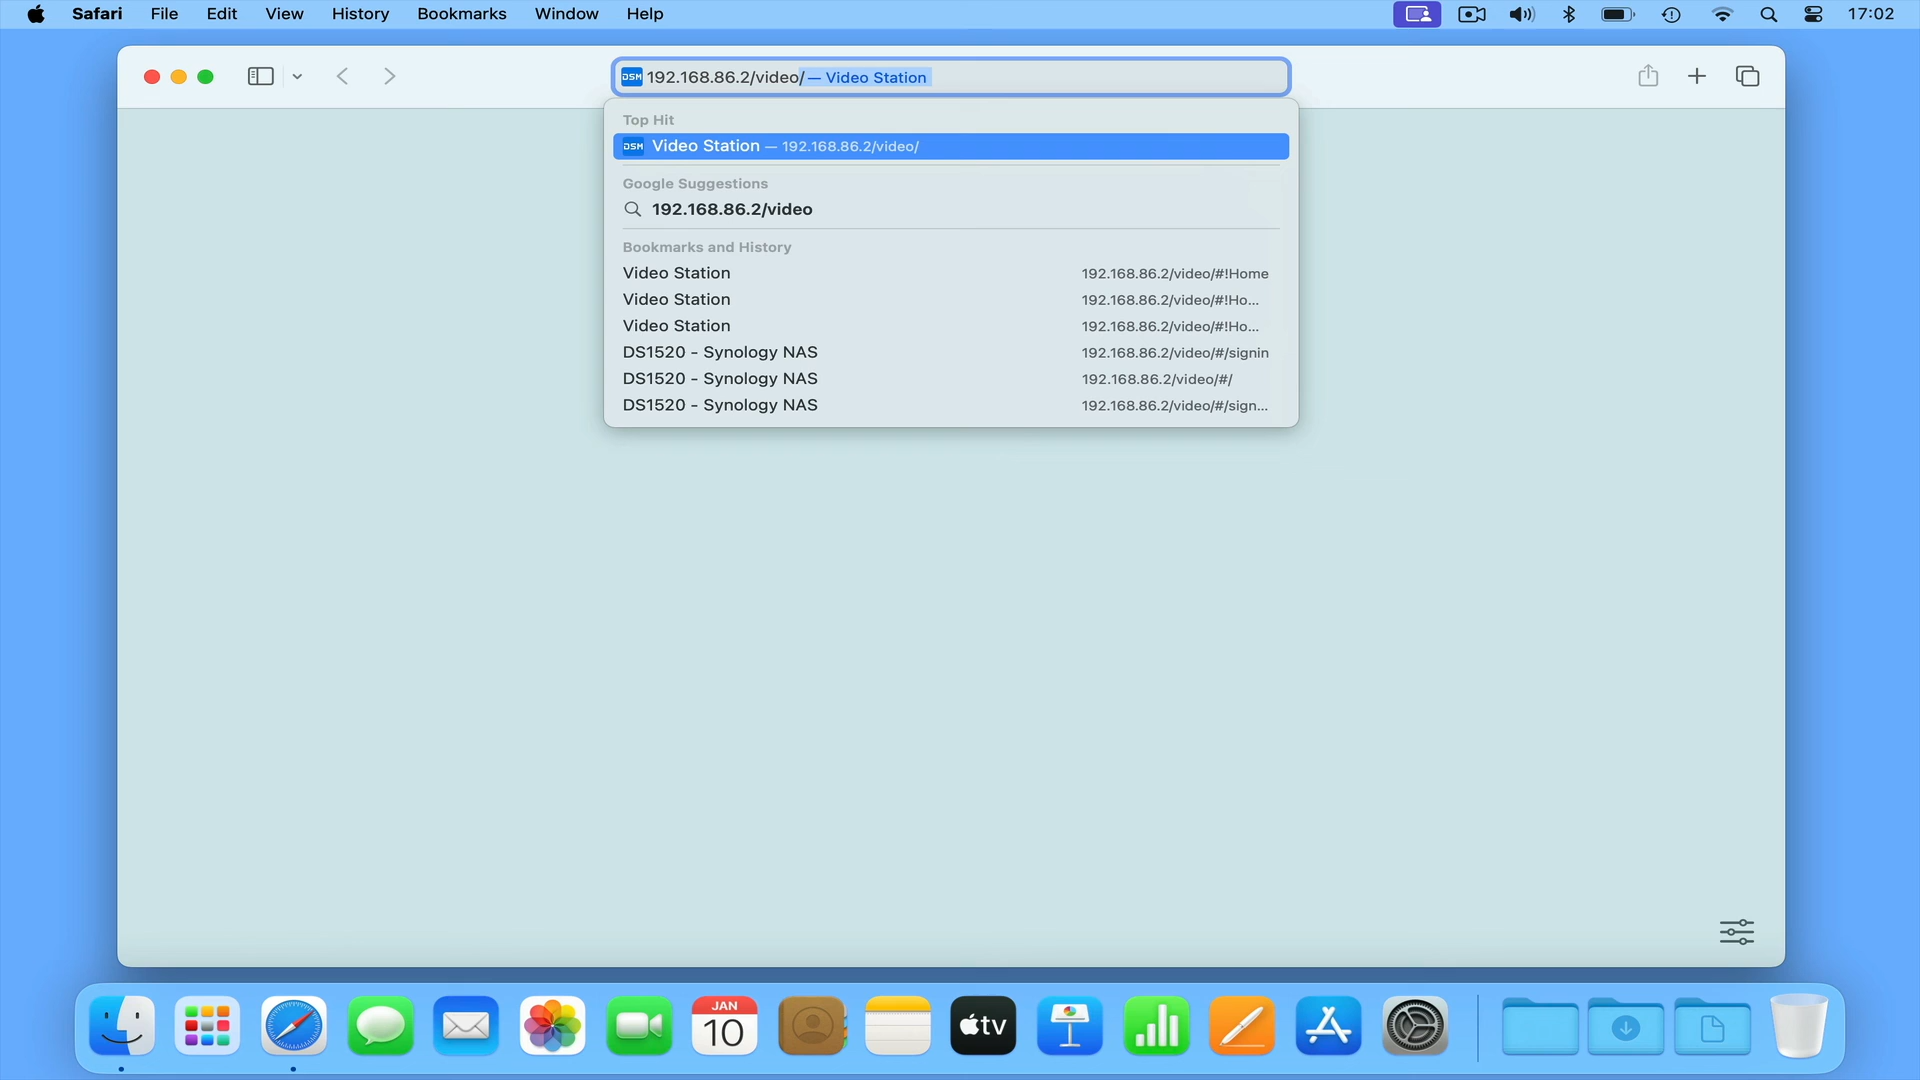 Safari File Edit View History Bookmarks Window Help 17:02
DSM 192.168.86.2/video/ — Video Station
Top Hit
DSM Video Station — 192.168.86.2/video/
Google Suggestions
192.168.86.2/video
Bookmarks and History
Video Station 192.168.86.2/video/#!Home
Video Station 192.168.86.2/video/#!Ho...
Video Station 192.168.86.2/video/#!Ho...
DS1520 - Synology NAS 192.168.86.2/video/#/signin
DS1520 - Synology NAS 192.168.86.2/video/#/
DS1520 - Synology NAS 192.168.86.2/video/#/sign...
JAN
10
tv